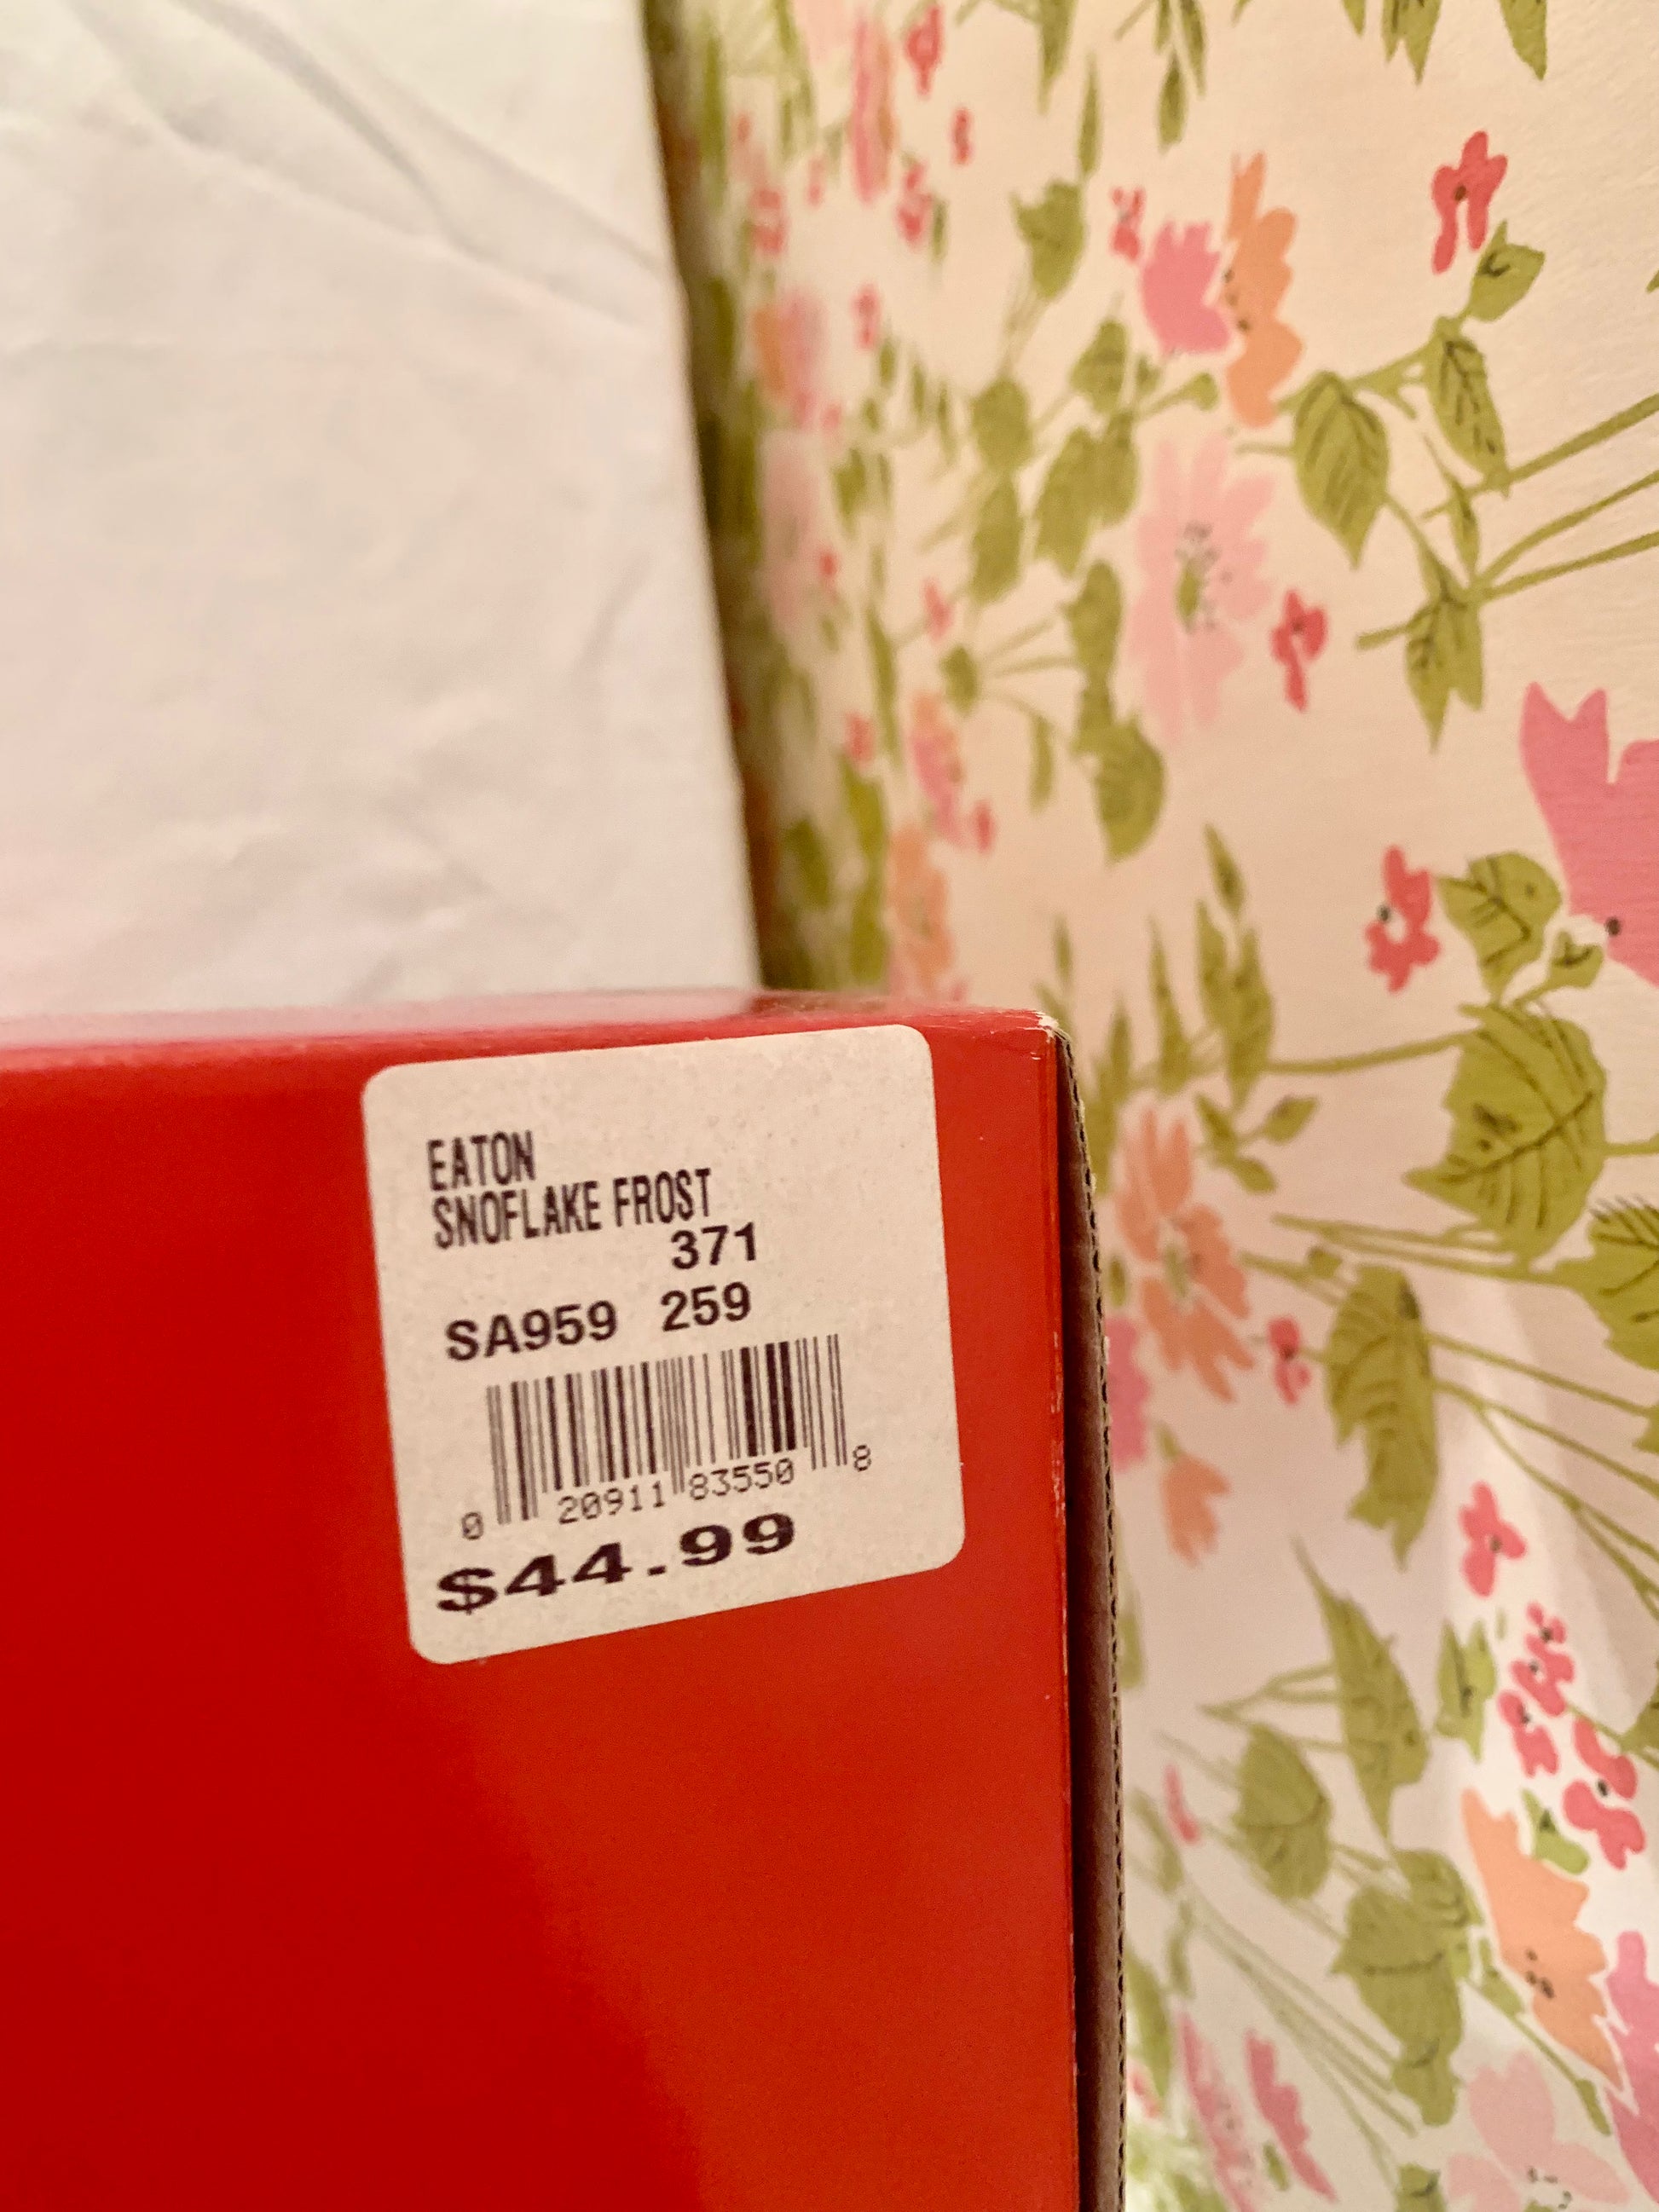 EATON
SNOFLAKE FROST
371
SA959 259
0 20911 83550 8
$44.99